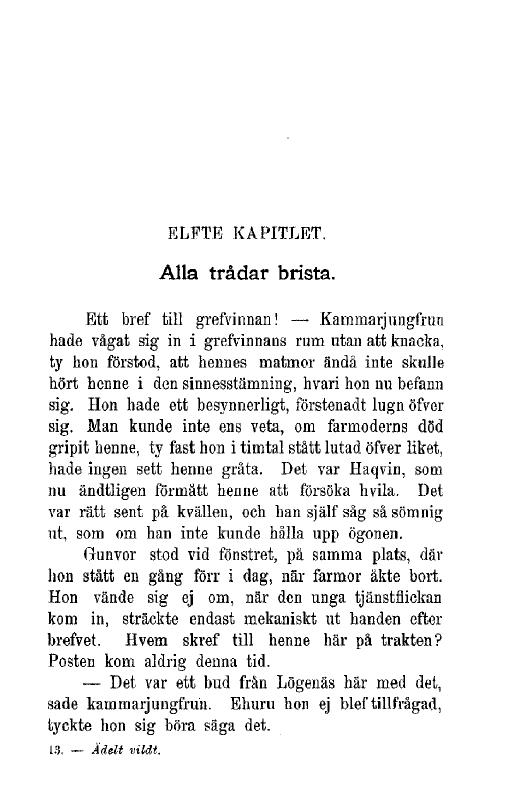 ELFTE KAPITLET.
Alla trådar brista.
Ett bref till grefvinnan! — Kammarjungfrun
hade vågat sig in i grefvinnans rum utan att knacka,
ty hon förstod, att hennes matmor ändå inte skulle
hört henne i den sinnesstämning, hvari hon nu befann
sig. Hon hade ett besynnerligt, förstenadt lugn öfver
sig. Man kunde inte ens veta, om farmoderns död
gripit henne, ty fast hon i timtal stått lutad öfver liket,
hade ingen sett henne gråta. Det var Haqvin, som
nu ändtligen förmått henne att försöka hvila. Det
var rätt sent på kvällen, och han själf såg så sömnig
ut, som om han inte kunde hålla upp ögonen.
Gunvor stod vid fönstret, på samma plats, där
hon stått en gång förr i dag, när farmor åkte bort.
Hon vände sig ej om, när den unga tjänstflickan
kom in, sträckte endast mekaniskt ut handen efter
brefvet. Hvem skref till henne här på trakten?
Posten kom aldrig denna tid.
— Det var ett bud från Lögenäs här med det,
sade kammarjungfrun. Ehuru hon ej blef tillfrågad,
tyckte hon sig böra säga det.
13. — Ädelt vildt.